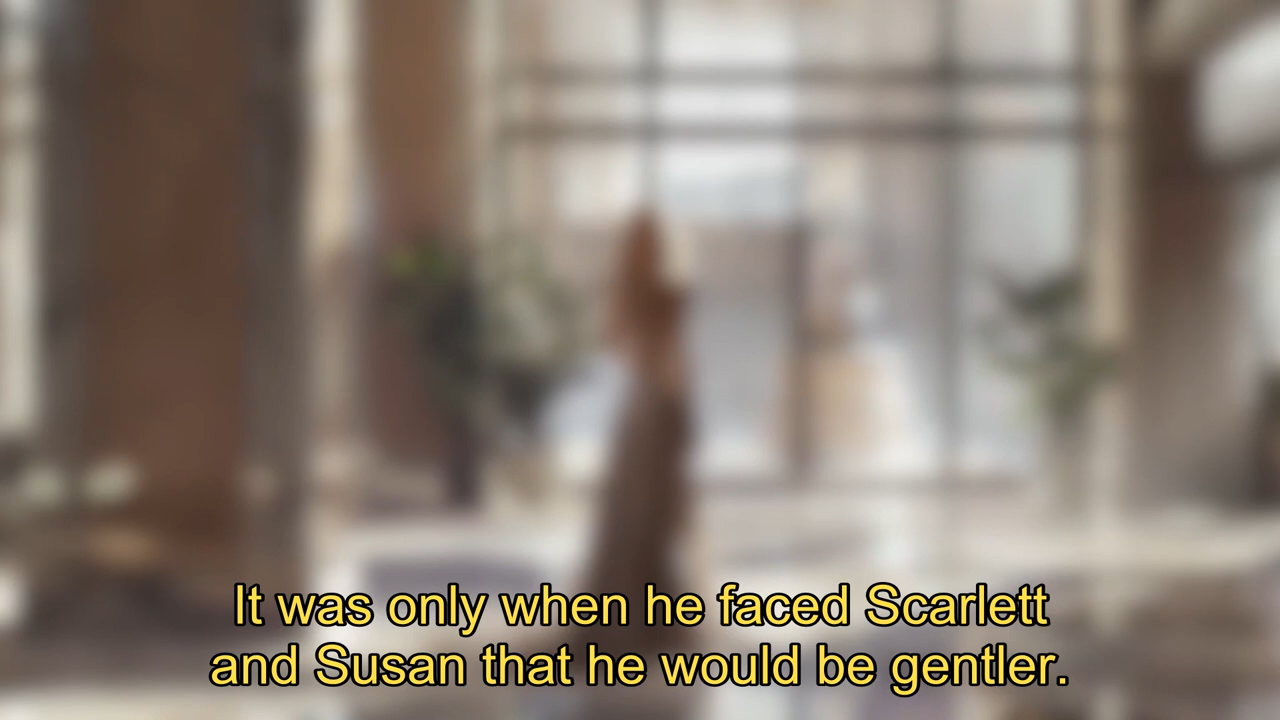 It was only when he faced Scarlett
and Susan that he would be gentler.